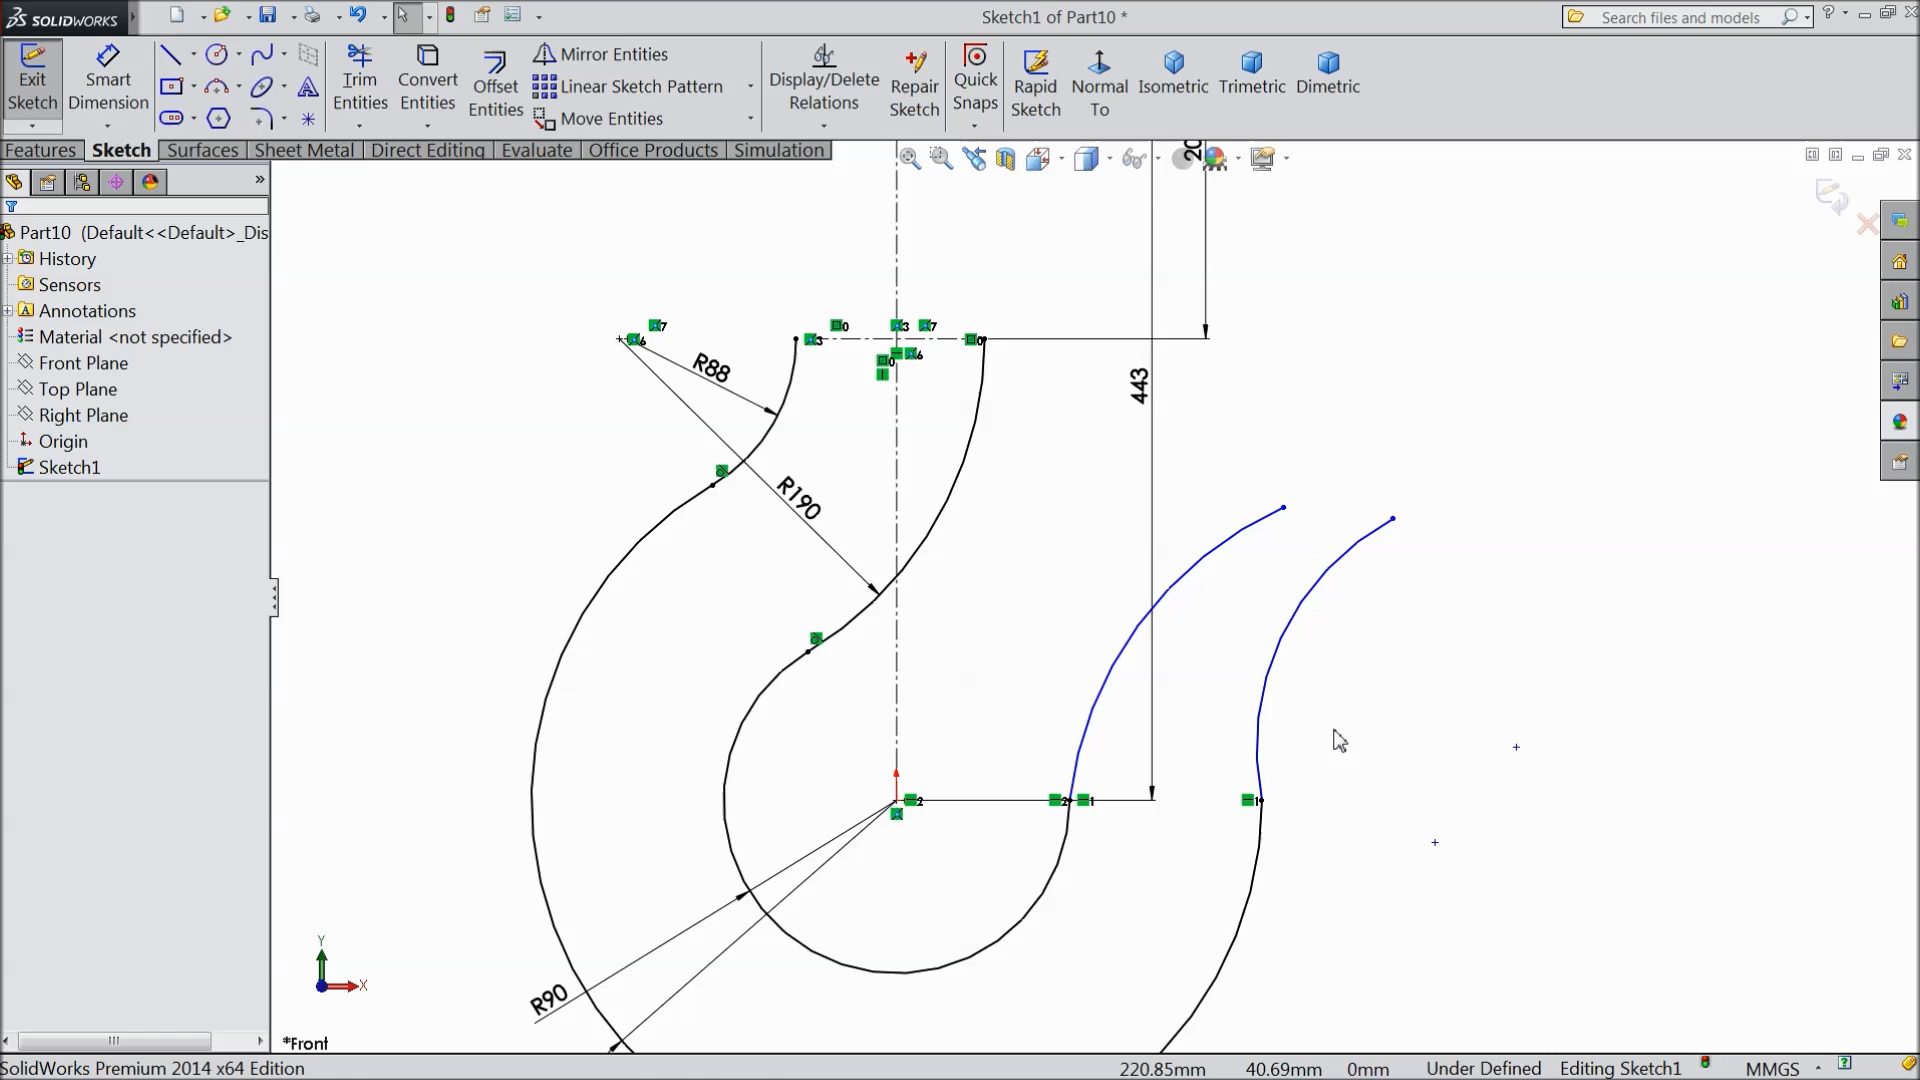 SOLIDWORKS
Sketch1 of Part10 *
Search files and models
Exit Sketch
Smart Dimension
Trim Entities
Convert Entities
Offset Entities
Mirror Entities
Linear Sketch Pattern
Move Entities
Display/Delete Relations
Repair Sketch
Quick Snaps
Rapid Sketch
Normal To
Isometric
Trimetric
Dimetric
Features
Sketch
Surfaces
Sheet Metal
Direct Editing
Evaluate
Office Products
Simulation
Part10 (Default<<Default>_Dis
History
Sensors
Annotations
Material <not specified>
Front Plane
Top Plane
Right Plane
Origin
Sketch1
20
443
R88
R190
R90
Y
X
*Front
SolidWorks Premium 2014 x64 Edition
220.85mm
40.69mm
0mm
Under Defined
Editing Sketch1
MMGS